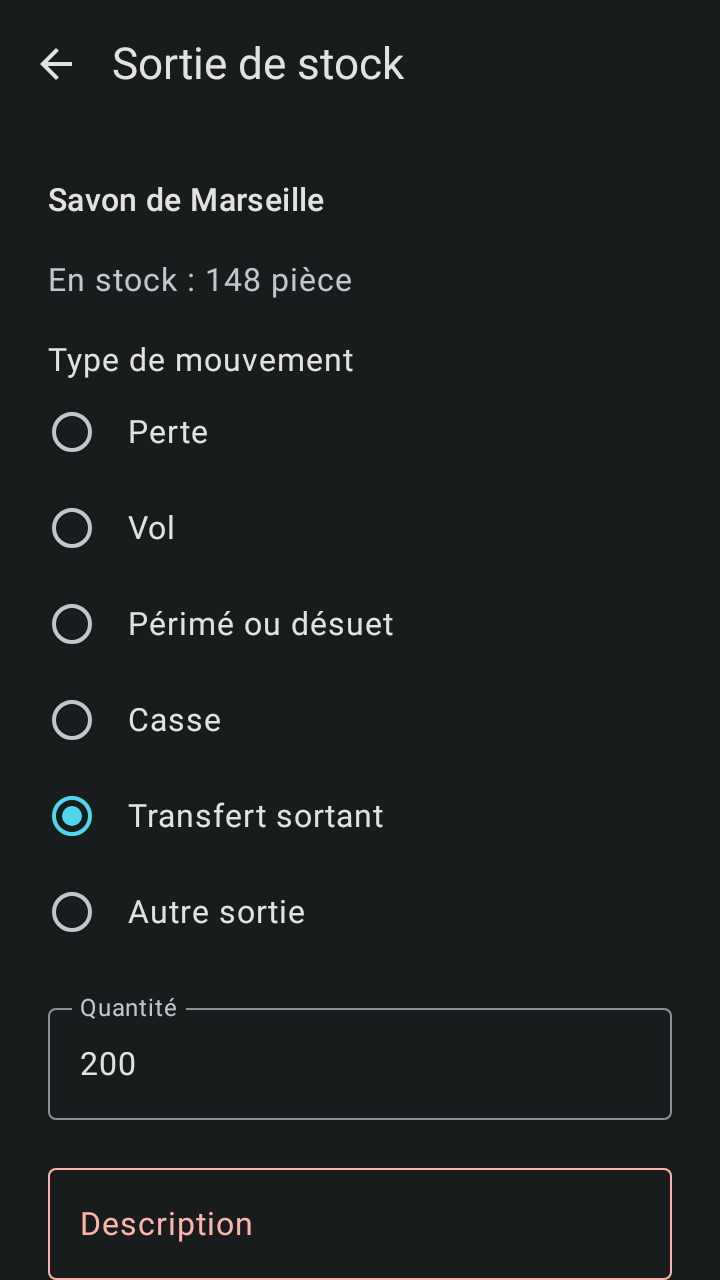 Sortie de stock
Savon de Marseille
En stock : 148 pièce
Type de mouvement
Perte
Vol
Périmé ou désuet
Casse
Transfert sortant
Autre sortie
Quantité
200
Description